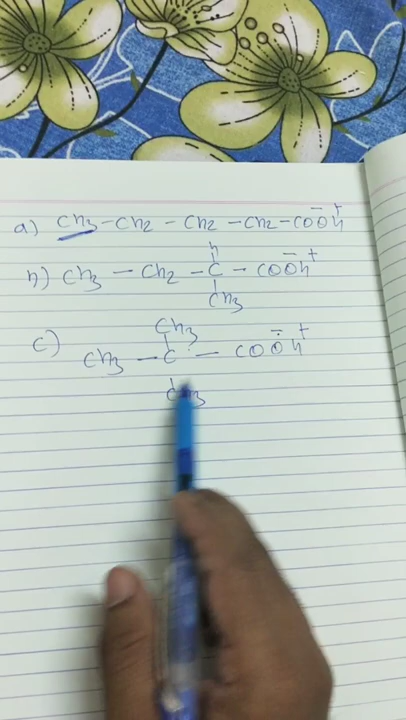 a) CH3-CH2-CH2-CH2-COO⁻H⁺
H
b) CH3-CH2-C-COO⁻H⁺
CH3
CH3
c) CH3-C-COO⁻H⁺
CH3